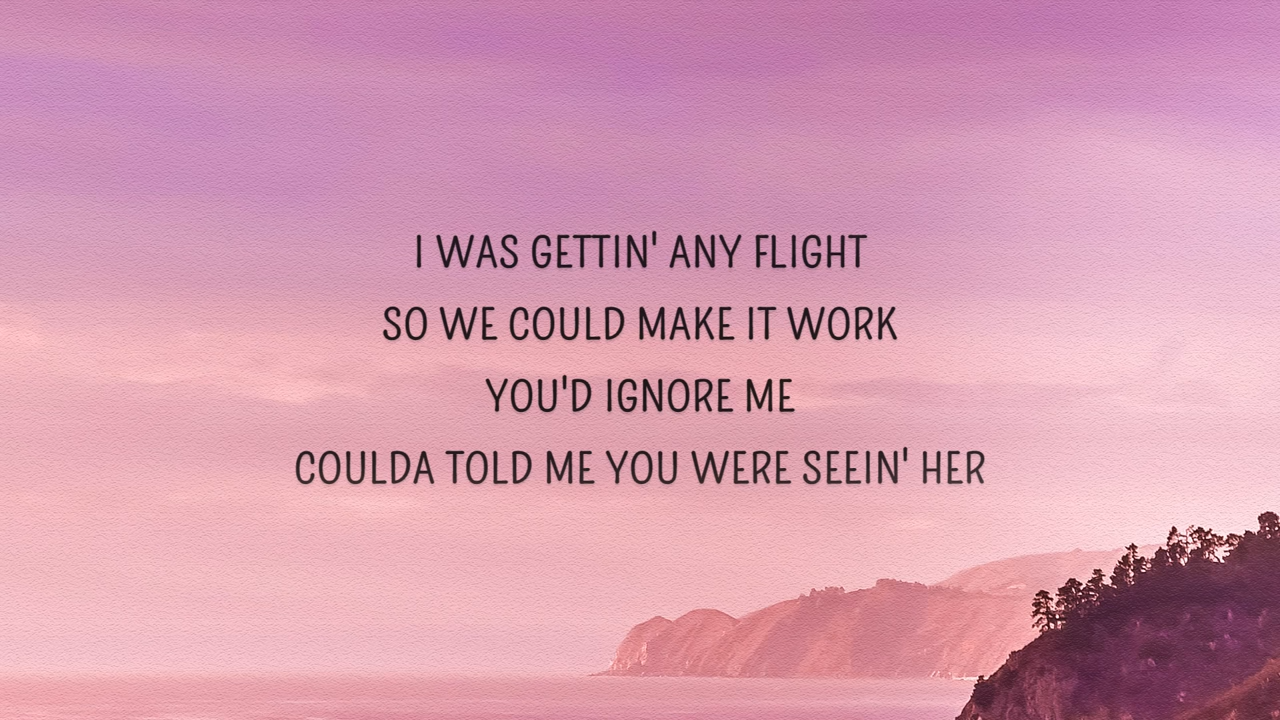 I WAS GETTIN' ANY FLIGHT
SO WE COULD MAKE IT WORK
YOU'D IGNORE ME
COULDA TOLD ME YOU WERE SEEIN' HER